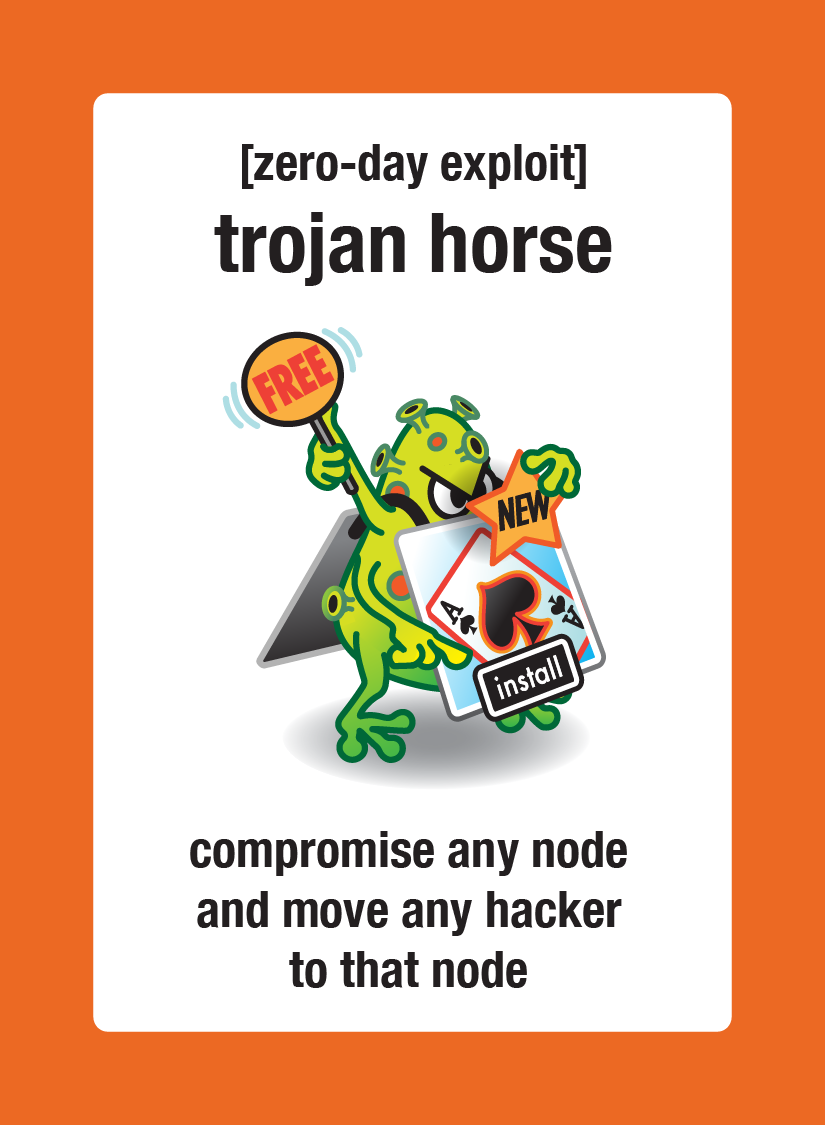 [zero-day exploit]
trojan horse
FREE
NEW
A
A
install
compromise any node
and move any hacker
to that node